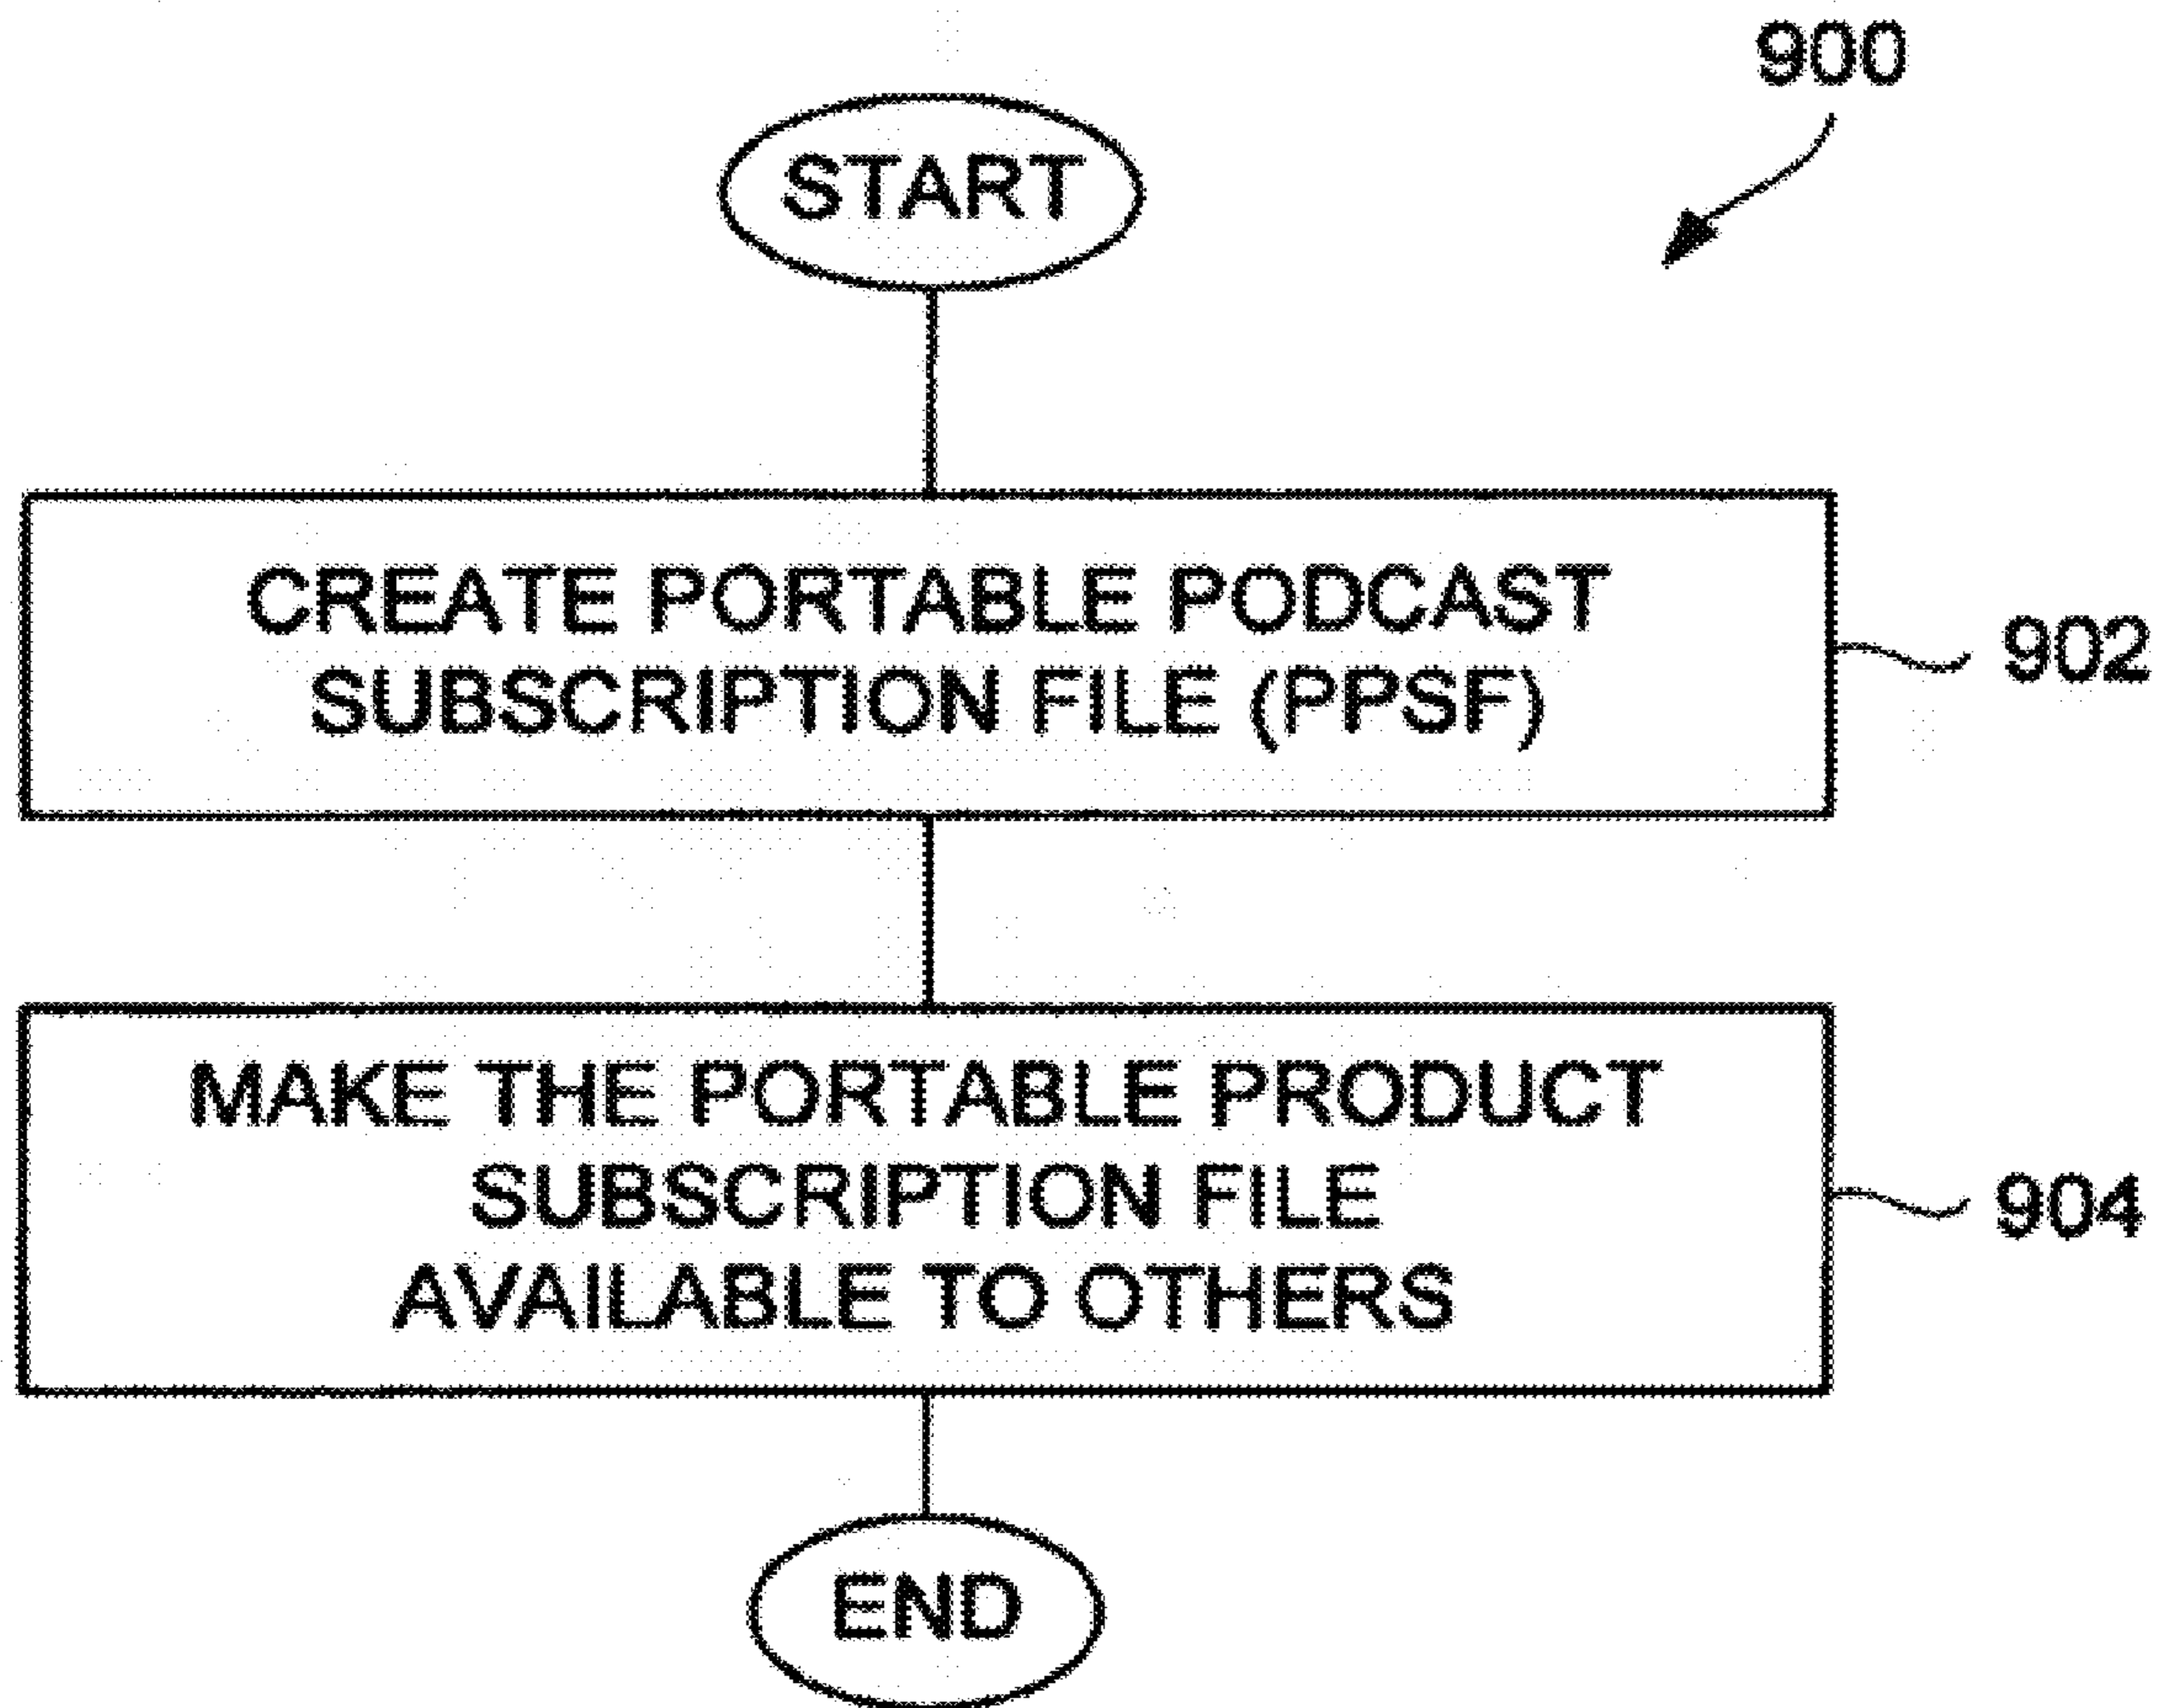 900
START
CREATE PORTABLE PODCAST
SUBSCRIPTION FILE (PPSF)
902
MAKE THE PORTABLE PRODUCT
SUBSCRIPTION FILE
AVAILABLE TO OTHERS
904
END